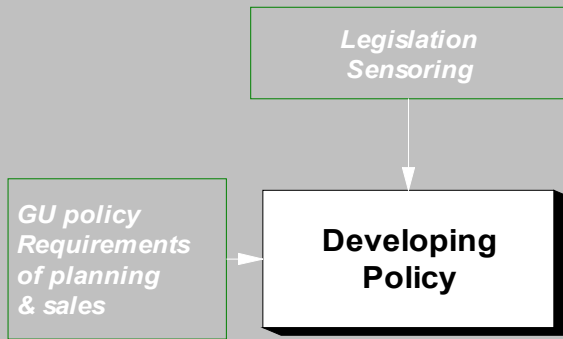 Legislation
Sensoring
GU policy
Requirements
of planning
& sales
Developing
Policy